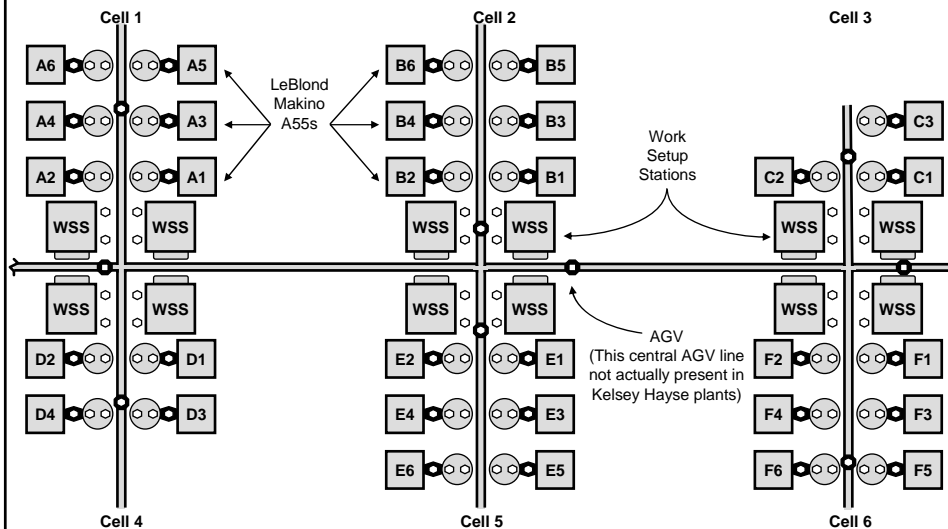 Cell 1
Cell 2
Cell 3
A6
A5
B6
B5
LeBlond
Makino
A55s
A4
A3
B4
B3
C3
Work
Setup
Stations
A2
A1
B2
B1
C2
C1
WSS
WSS
WSS
WSS
WSS
WSS
WSS
WSS
WSS
WSS
WSS
WSS
AGV
(This central AGV line
not actually present in
Kelsey Hayse plants)
D2
D1
E2
E1
F2
F1
D4
D3
E4
E3
F4
F3
E6
E5
F6
F5
Cell 4
Cell 5
Cell 6